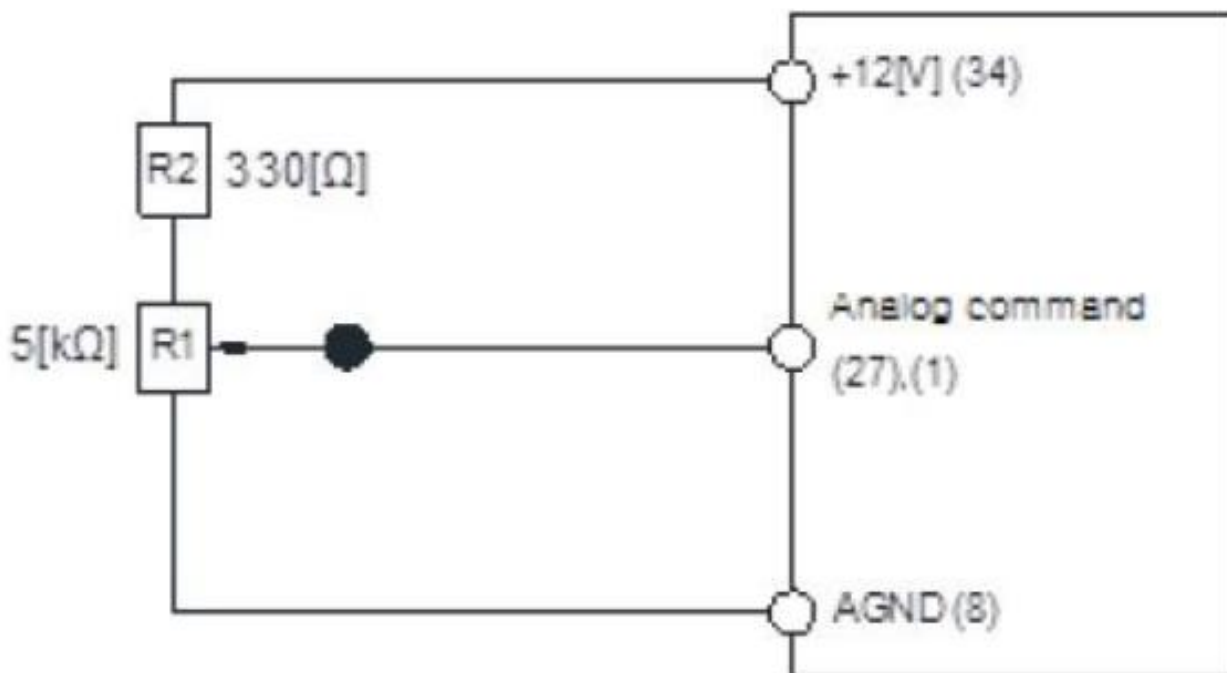 +12[V] (34)
R2 330[Ω]
Analog command
5[kΩ] R1
(27),(1)
AGND (8)